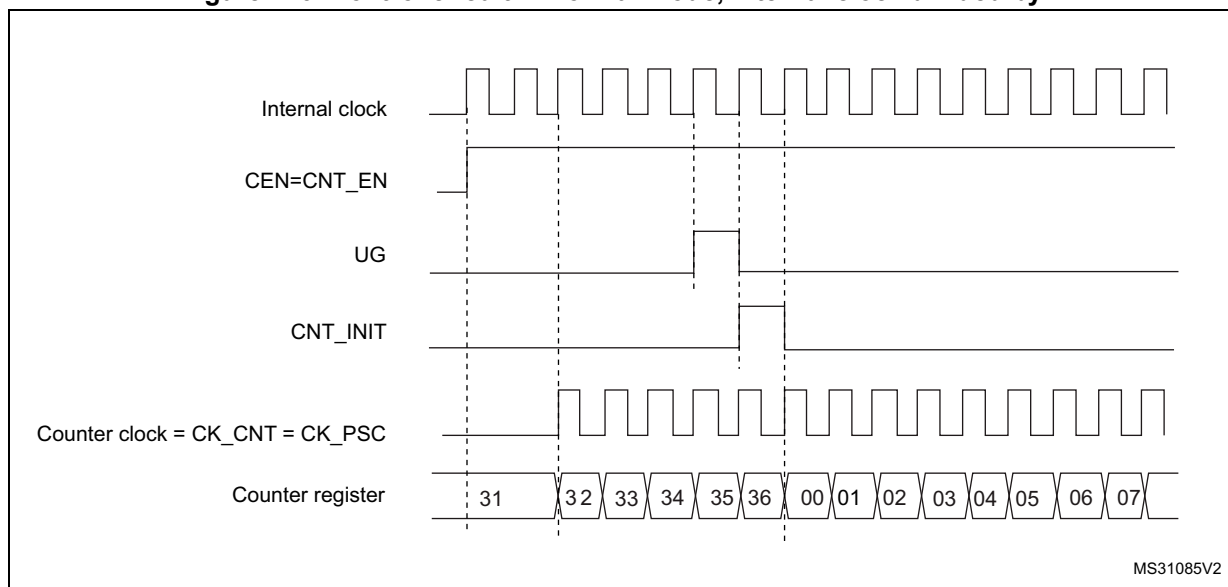 Internal clock
CEN=CNT_EN
UG
CNT_INIT
Counter clock = CK_CNT = CK_PSC
Counter register 31 32 33 34 35 36 00 01 02 03 04 05 06 07
MS31085V2